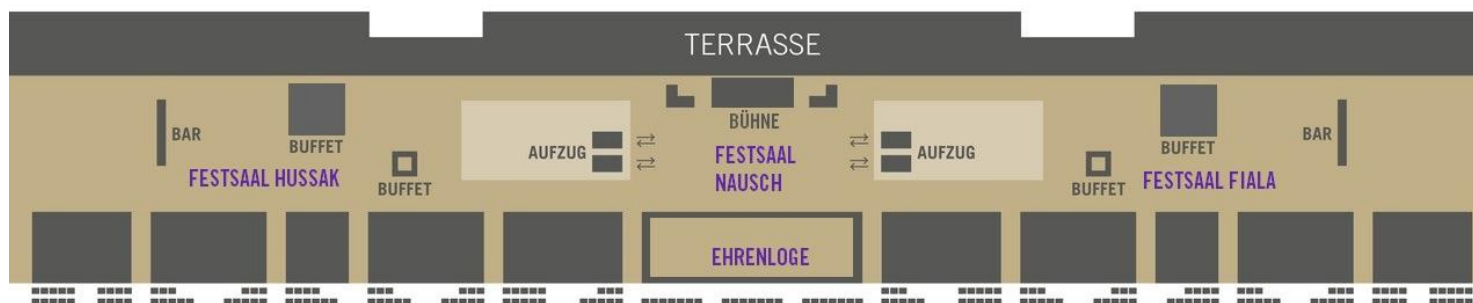 TERRASSE
BAR
BUFFET
BUFFET
FESTSAAL HUSSAK
AUFZUG
BÜHNE
FESTSAAL
NAUSCH
AUFZUG
BUFFET
BUFFET
BAR
FESTSAAL FIALA
EHRENLOGE